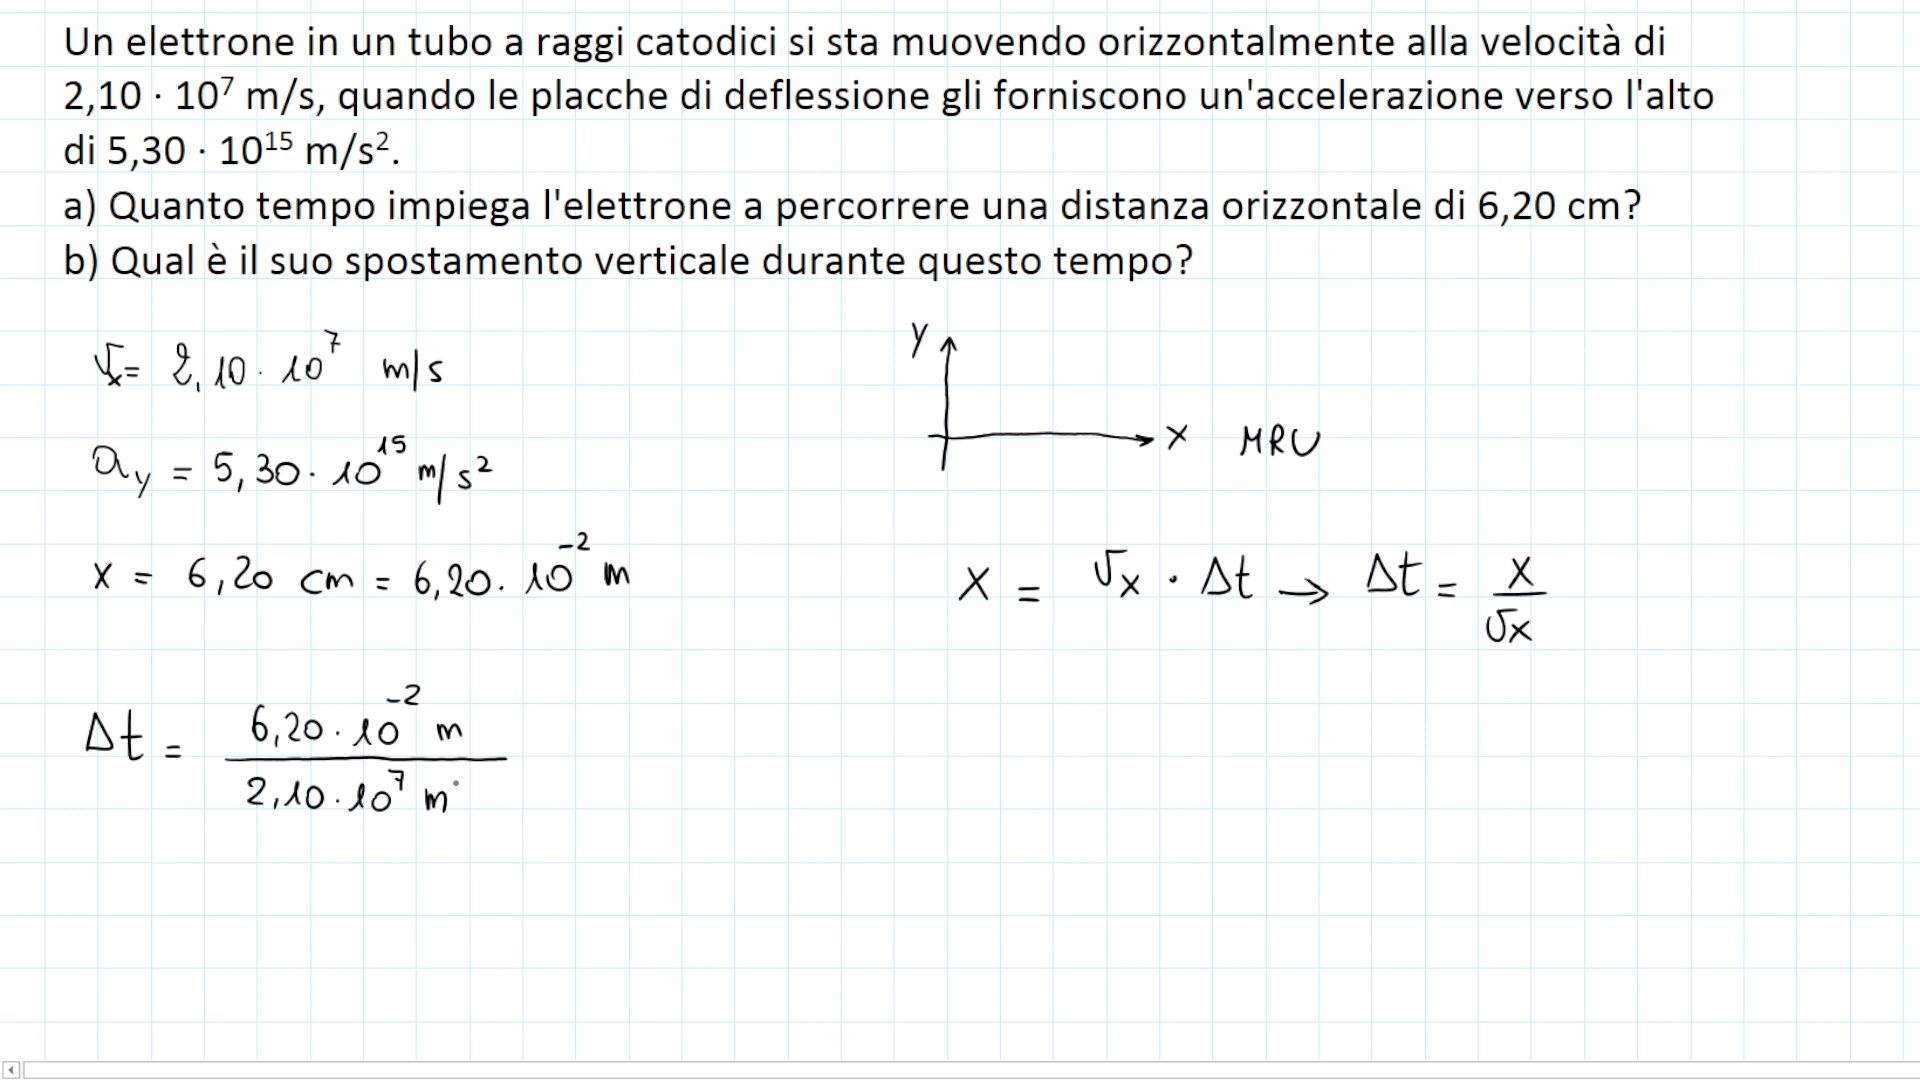 Un elettrone in un tubo a raggi catodici si sta muovendo orizzontalmente alla velocità di
2,10 · 10⁷ m/s, quando le placche di deflessione gli forniscono un'accelerazione verso l'alto
di 5,30 · 10¹⁵ m/s².
a) Quanto tempo impiega l'elettrone a percorrere una distanza orizzontale di 6,20 cm?
b) Qual è il suo spostamento verticale durante questo tempo?
vₓ = 2,10 · 10⁷ m/s
y
x MRU
a_y = 5,30 · 10¹⁵ m/s²
x = 6,20 cm = 6,20 · 10⁻² m
x = vₓ · Δt → Δt = x / vₓ
Δt = 6,20 · 10⁻² m / 2,10 · 10⁷ m